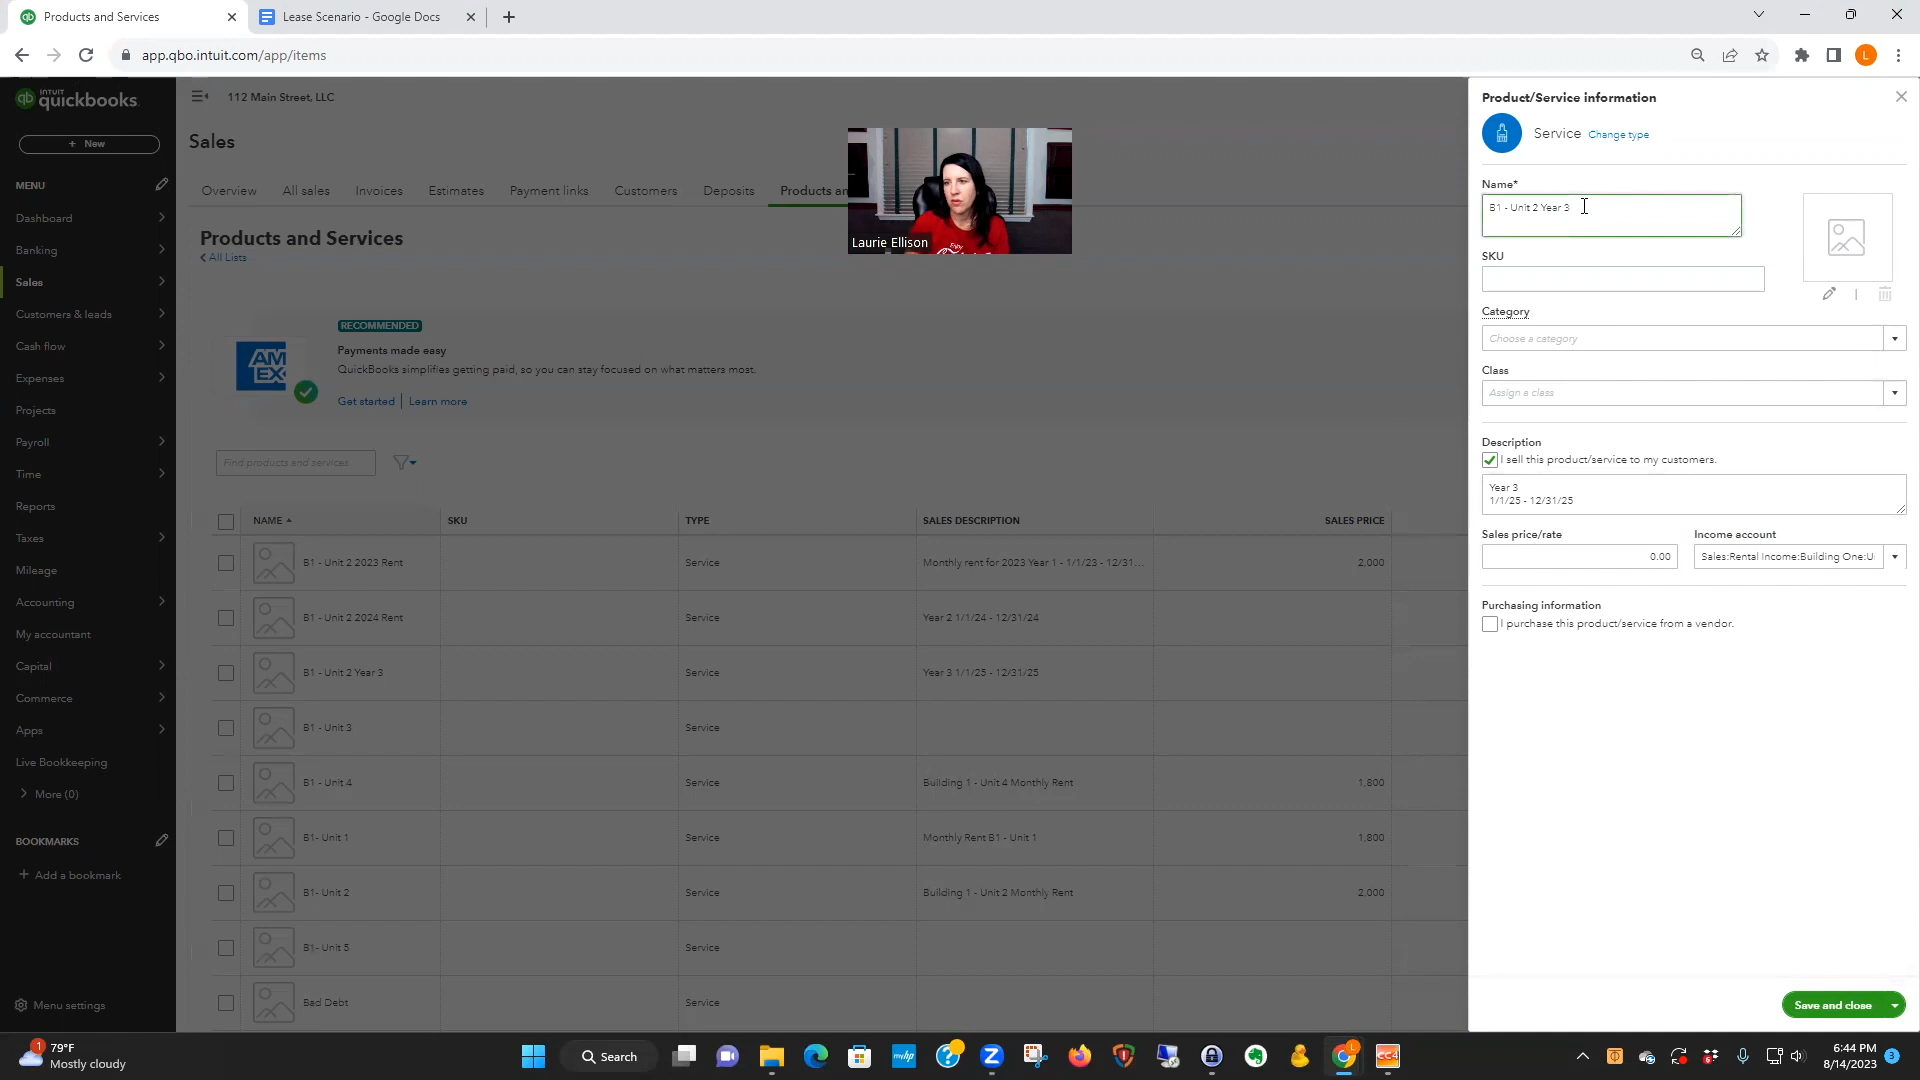 Products and Services
Lease Scenario - Google Docs
app.qbo.intuit.com/app/items
L
intuit quickbooks.
+ New
MENU
Dashboard
Banking
Sales
Customers & leads
Cash flow
Expenses
Projects
Payroll
Time
Reports
Taxes
Mileage
Accounting
My accountant
Capital
Commerce
Apps
Live Bookkeeping
More (0)
BOOKMARKS
+ Add a bookmark
Menu settings
112 Main Street, LLC
Sales
Overview All sales Invoices Estimates Payment links Customers Deposits Products an
Laurie Ellison
Products and Services
All Lists
RECOMMENDED
AM
EX
Payments made easy
QuickBooks simplifies getting paid, so you can stay focused on what matters most.
Get started | Learn more
Find products and services
NAME SKU TYPE SALES DESCRIPTION SALES PRICE
B1 - Unit 2 2023 Rent Service Monthly rent for 2023 Year 1 - 1/1/23 - 12/31... 2,000
B1 - Unit 2 2024 Rent Service Year 2 1/1/24 - 12/31/24
B1 - Unit 2 Year 3 Service Year 3 1/1/25 - 12/31/25
B1 - Unit 3 Service
B1 - Unit 4 Service Building 1 - Unit 4 Monthly Rent 1,800
B1- Unit 1 Service Monthly Rent B1 - Unit 1 1,800
B1- Unit 2 Service Building 1 - Unit 2 Monthly Rent 2,000
B1- Unit 5 Service
Bad Debt Service
Product/Service information
Service Change type
Name*
B1 - Unit 2 Year 3
SKU
Category
Choose a category
Class
Assign a class
Description
I sell this product/service to my customers.
Year 3
1/1/25 - 12/31/25
Sales price/rate Income account
0.00 Sales:Rental Income:Building One:U
Purchasing information
I purchase this product/service from a vendor.
Save and close
1
79°F
Mostly cloudy
Search
6:44 PM
8/14/2023
3